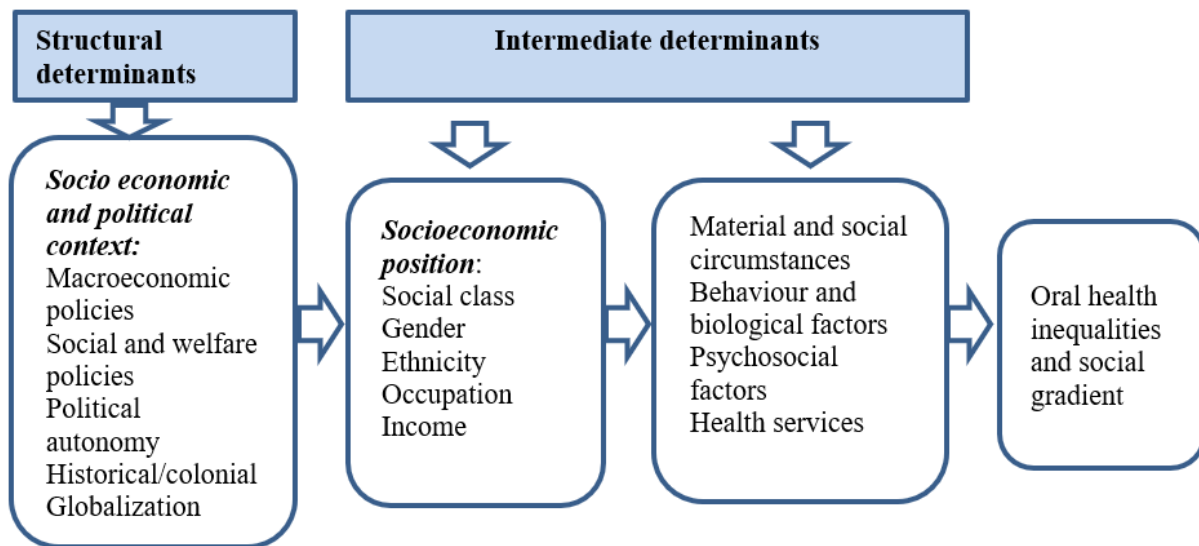 Structural
determinants
Intermediate determinants
Socio economic
and political
context:
Macroeconomic
policies
Social and welfare
policies
Political
autonomy
Historical/colonial
Globalization
Socioeconomic
position:
Social class
Gender
Ethnicity
Occupation
Income
Material and social
circumstances
Behaviour and
biological factors
Psychosocial
factors
Health services
Oral health
inequalities
and social
gradient